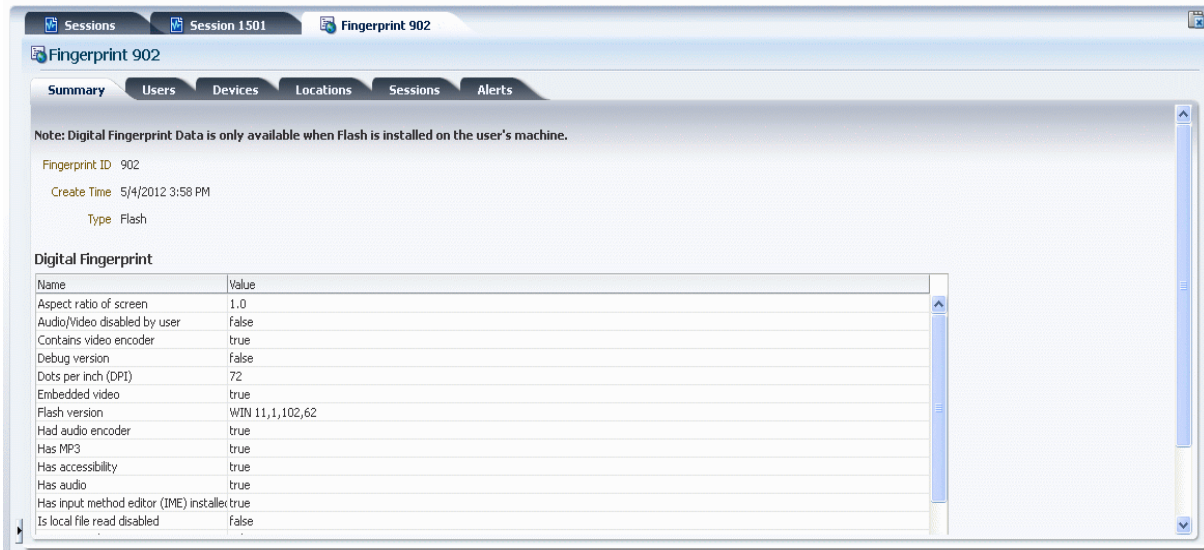 Sessions Session 1501 Fingerprint 902
Fingerprint 902
Summary Users Devices Locations Sessions Alerts
Note: Digital Fingerprint Data is only available when Flash is installed on the user's machine.
Fingerprint ID 902
Create Time 5/4/2012 3:58 PM
Type Flash
Digital Fingerprint
Name Value
Aspect ratio of screen 1.0
Audio/Video disabled by user false
Contains video encoder true
Debug version false
Dots per inch (DPI) 72
Embedded video true
Flash version WIN 11,1,102,62
Had audio encoder true
Has MP3 true
Has accessibility true
Has audio true
Has input method editor (IME) installe true
Is local file read disabled false